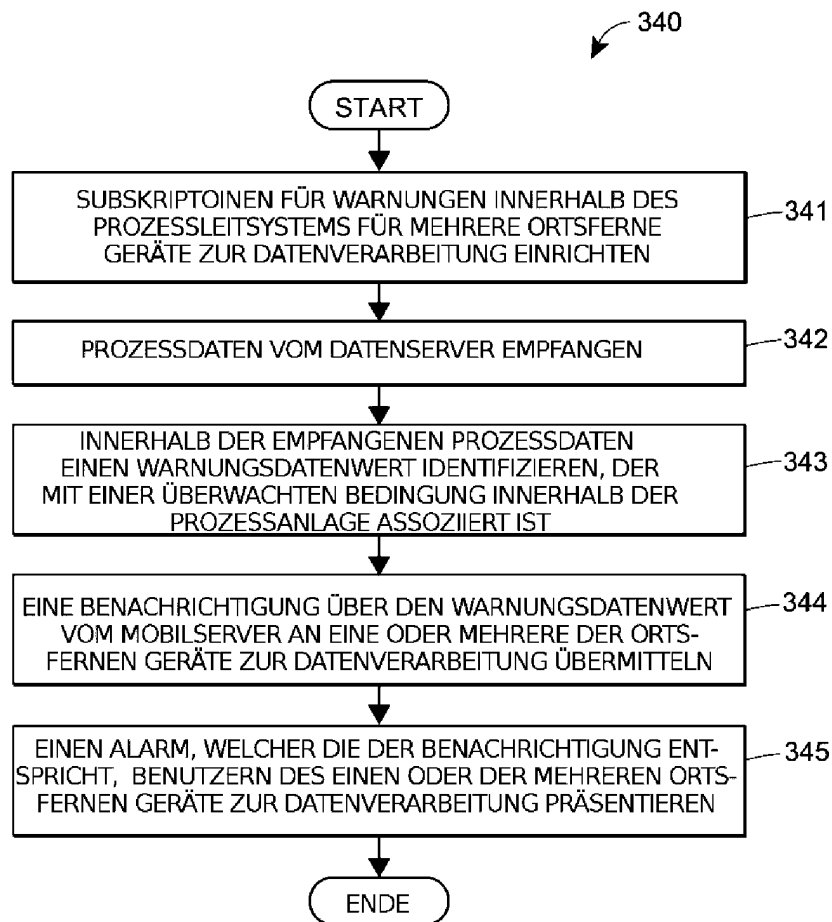 340
START
SUBSKRIPTOINEN FÜR WARNUNGEN INNERHALB DES
PROZESSLEITSYSTEMS FÜR MEHRERE ORTSFERNE
GERÄTE ZUR DATENVERARBEITUNG EINRICHTEN
341
PROZESSDATEN VOM DATENSERVER EMPFANGEN
342
INNERHALB DER EMPFANGENEN PROZESSDATEN
EINEN WARNUNGSDATENWERT IDENTIFIZIEREN, DER
MIT EINER ÜBERWACHTEN BEDINGUNG INNERHALB DER
PROZESSANLAGE ASSOZIIERT IST
343
EINE BENACHRICHTIGUNG ÜBER DEN WARNUNGSDATENWERT
VOM MOBILSERVER AN EINE ODER MEHRERE DER ORTS-
FERNEN GERÄTE ZUR DATENVERARBEITUNG ÜBERMITTELN
344
EINEN ALARM, WELCHER DIE DER BENACHRICHTIGUNG ENT-
SPRICHT, BENUTZERN DES EINEN ODER DER MEHREREN ORTS-
FERNEN GERÄTE ZUR DATENVERARBEITUNG PRÄSENTIEREN
345
ENDE